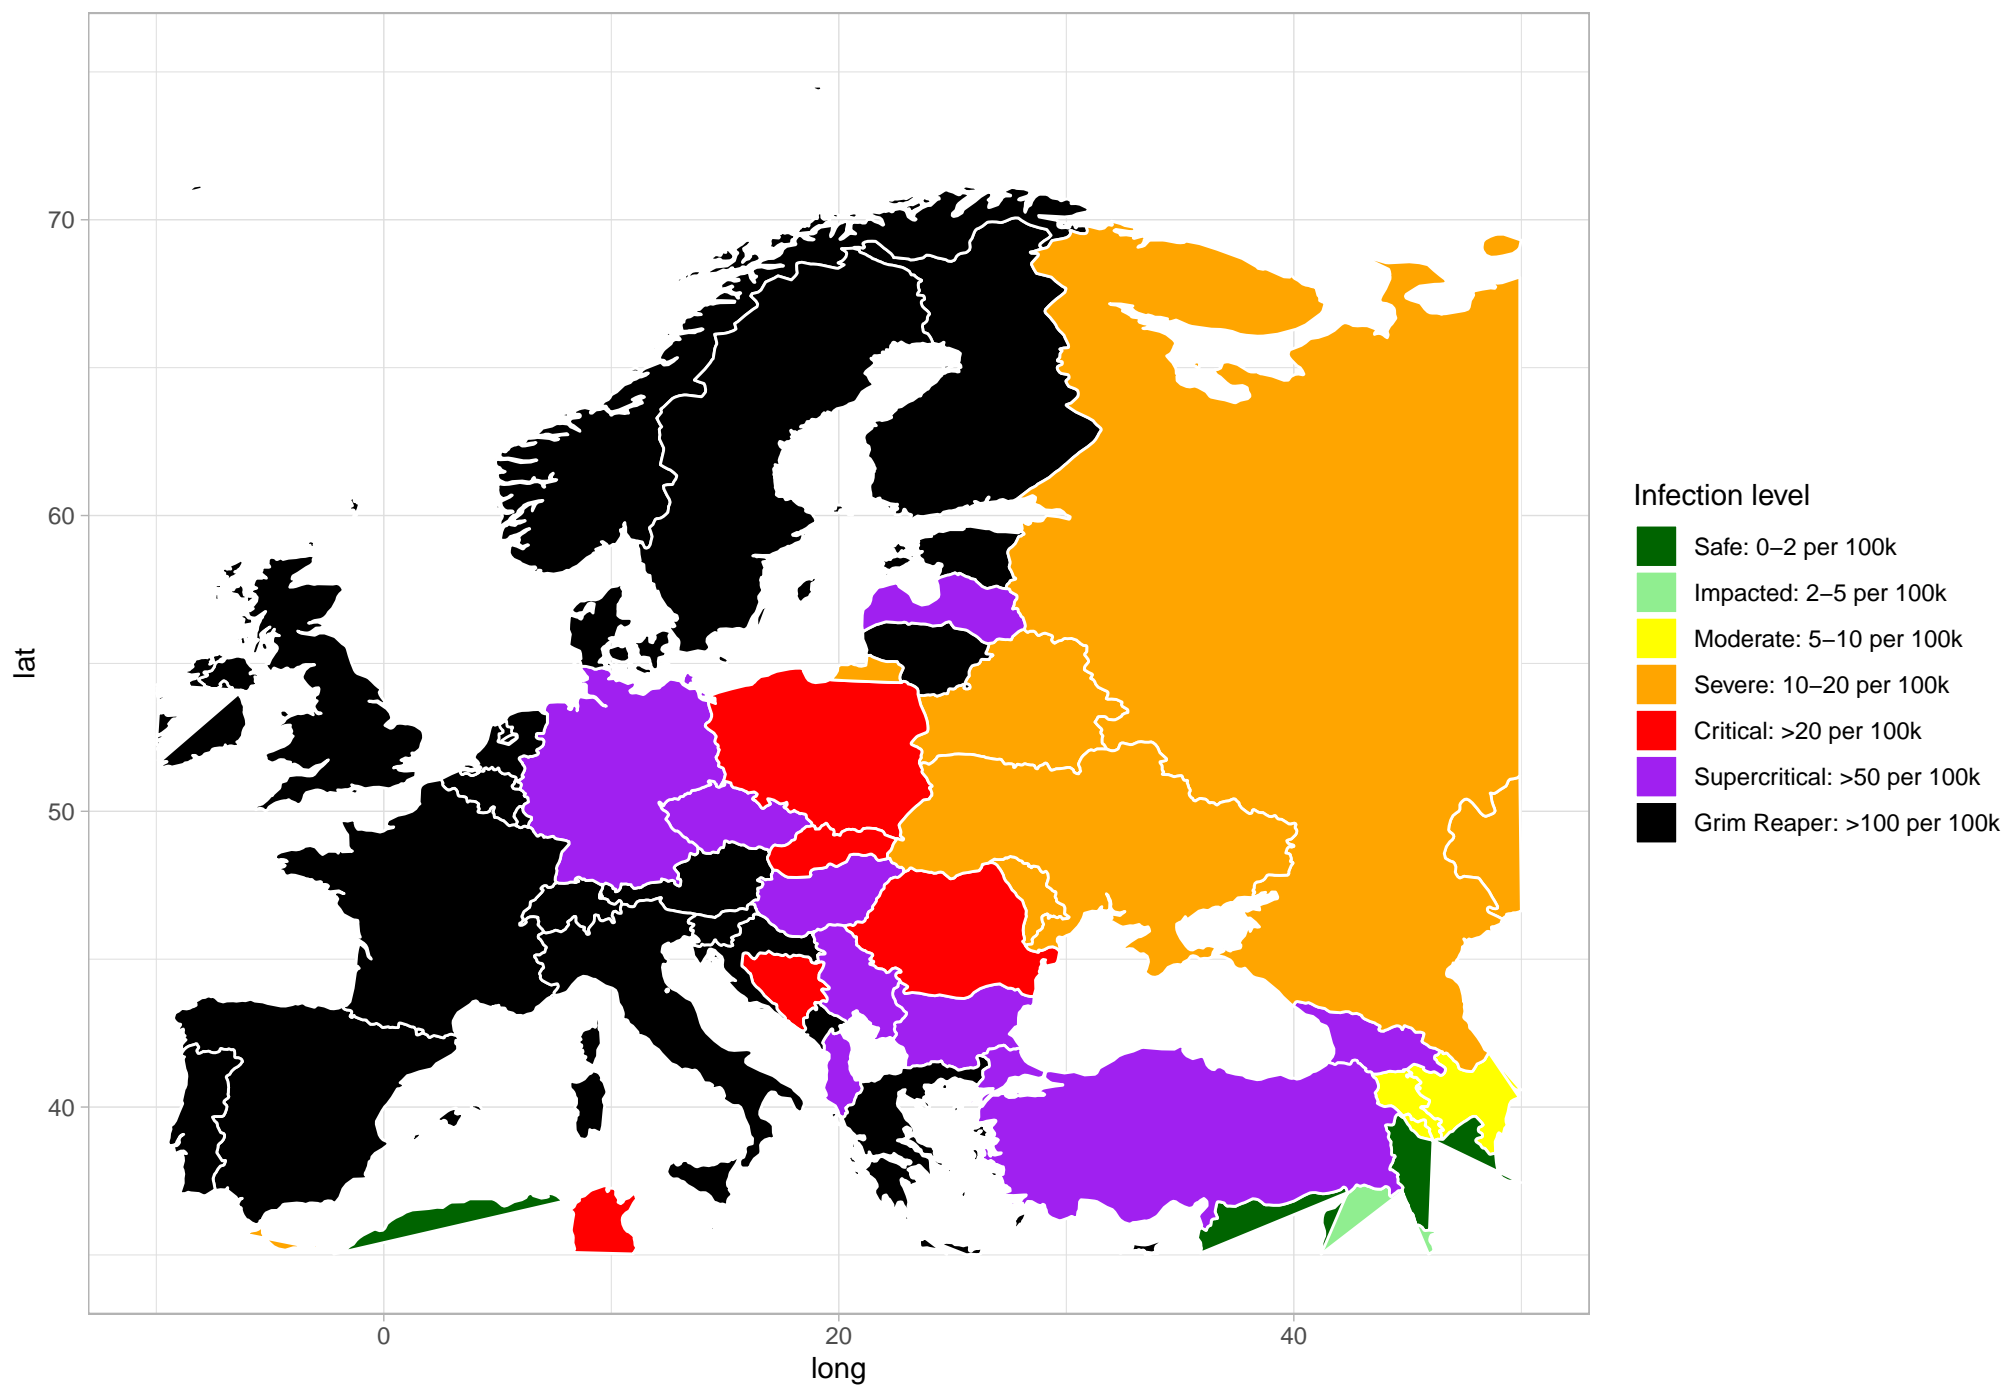 70
60
50
40
lat
0
20
40
long
Infection level
Safe: 0–2 per 100k
Impacted: 2–5 per 100k
Moderate: 5–10 per 100k
Severe: 10–20 per 100k
Critical: >20 per 100k
Supercritical: >50 per 100k
Grim Reaper: >100 per 100k